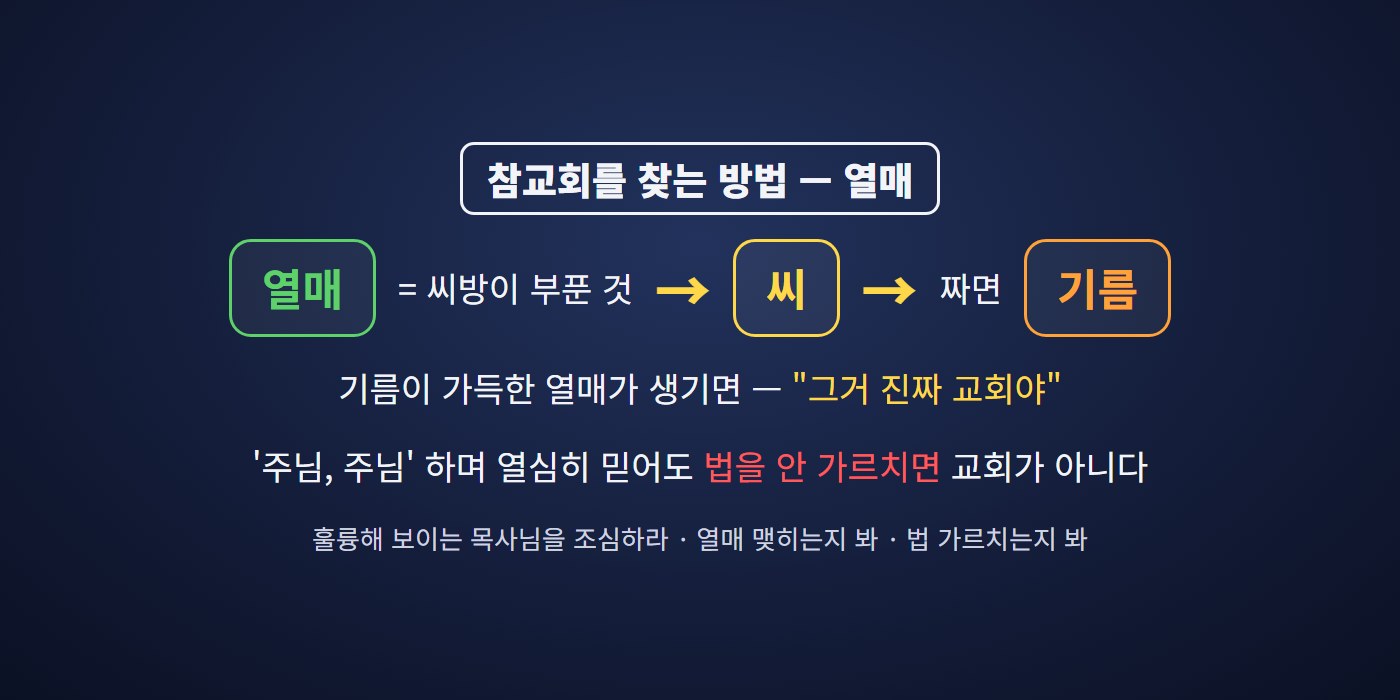 참교회를 찾는 방법 — 열매
열매 = 씨방이 부푼 것 → 씨 → 짜면 기름
기름이 가득한 열매가 생기면 — "그거 진짜 교회야"
'주님, 주님' 하며 열심히 믿어도 법을 안 가르치면 교회가 아니다
훌륭해 보이는 목사님을 조심하라 · 열매 맺히는지 봐 · 법 가르치는지 봐